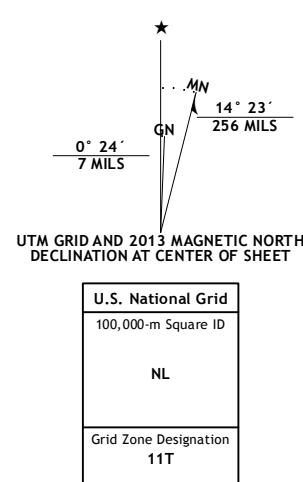 MN
GN
14° 23´
256 MILS
0° 24´
7 MILS
UTM GRID AND 2013 MAGNETIC NORTH
DECLINATION AT CENTER OF SHEET
U.S. National Grid
100,000-m Square ID
NL
Grid Zone Designation
11T